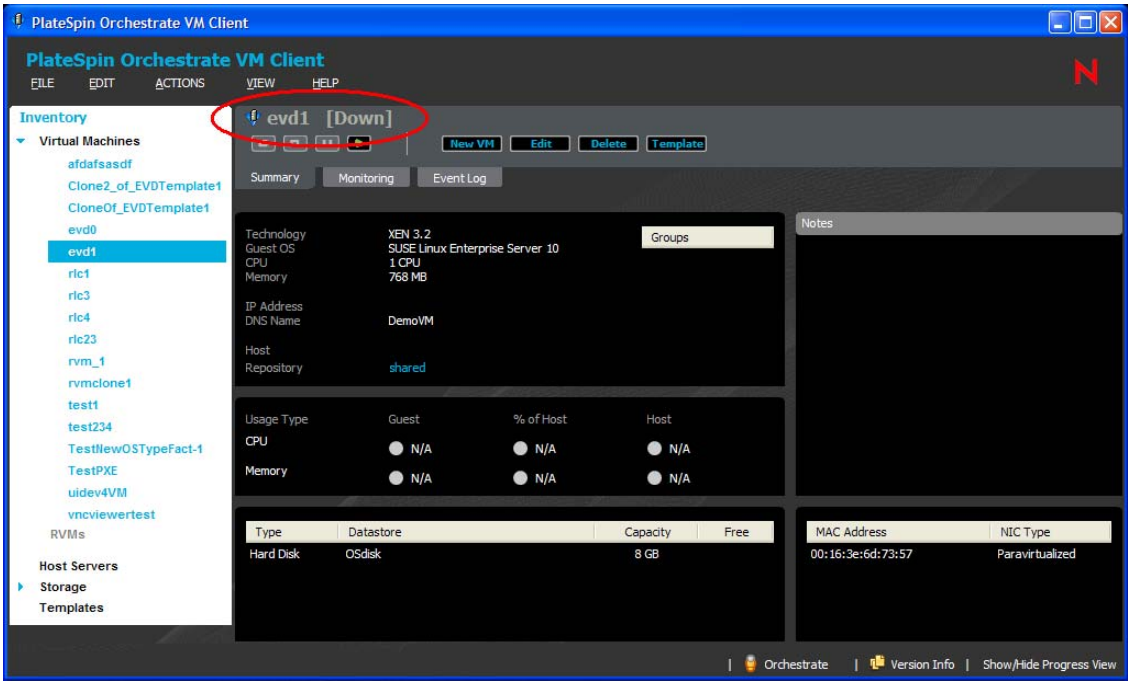 PlateSpin Orchestrate VM Client
PlateSpin Orchestrate VM Client
FILE EDIT ACTIONS VIEW HELP
N
Inventory
Virtual Machines
afdafsasdf
Clone2_of_EVDTemplate1
CloneOf_EVDTemplate1
evd0
evd1
rlc1
rlc3
rlc4
rlc23
rvm_1
rvmclone1
test1
test234
TestNewOSTypeFact-1
TestPXE
uidev4VM
vncviewertest
RVMs
Host Servers
Storage
Templates
evd1 [Down]
New VM Edit Delete Template
Summary Monitoring Event Log
Technology XEN 3.2
Guest OS SUSE Linux Enterprise Server 10
CPU 1 CPU
Memory 768 MB
IP Address
DNS Name DemoVM
Host
Repository shared
Groups
Notes
Usage Type Guest % of Host Host
CPU N/A N/A N/A
Memory N/A N/A N/A
Type Datastore Capacity Free
Hard Disk OSdisk 8 GB
MAC Address NIC Type
00:16:3e:6d:73:57 Paravirtualized
| Orchestrate | Version Info | Show/Hide Progress View